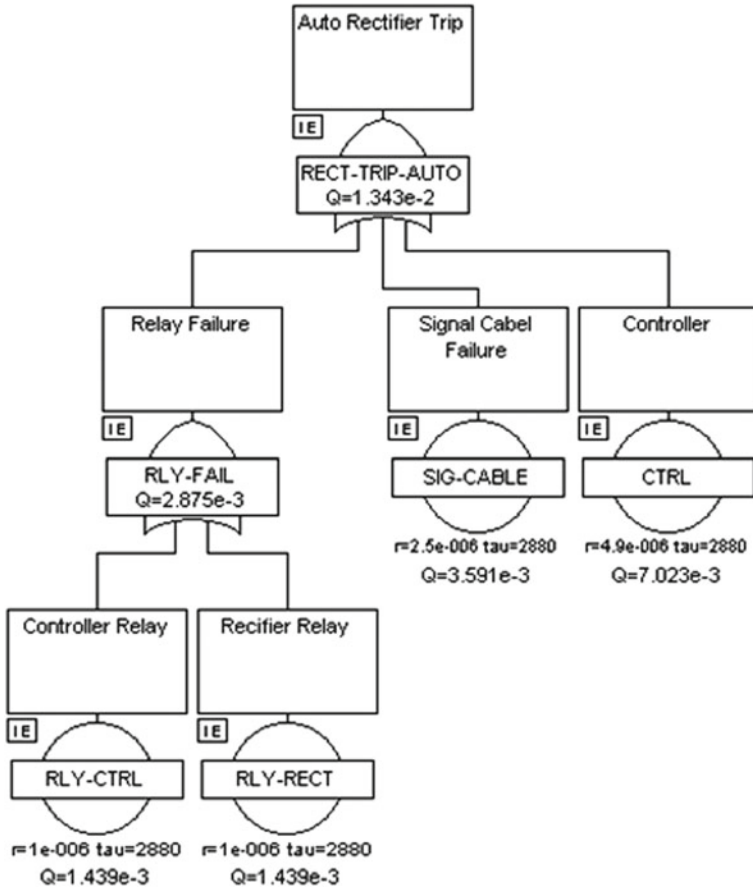 Auto Rectifier Trip
IE
RECT-TRIP-AUTO
Q=1.343e-2
Relay Failure
Signal Cabel
Failure
Controller
IE
IE
IE
RLY-FAIL
Q=2.875e-3
SIG-CABLE
CTRL
r=2.5e-006 tau=2880
r=4.9e-006 tau=2880
Q=3.591e-3
Q=7.023e-3
Controller Relay
Recifier Relay
IE
IE
RLY-CTRL
RLY-RECT
r=1e-006 tau=2880
r=1e-006 tau=2880
Q=1.439e-3
Q=1.439e-3